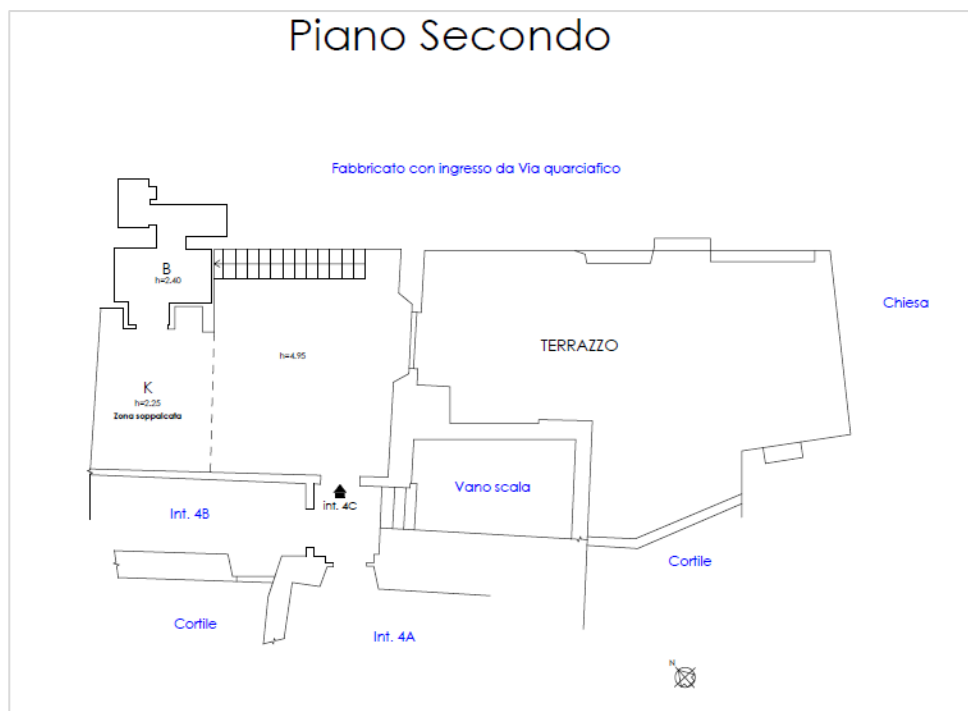 Piano Secondo
Fabbricato con ingresso da Via quarciafico
B
h=2.40
Chiesa
TERRAZZO
h=4.95
K
h=2.25
Zona soppalcata
Vano scala
int. 4C
Int. 4B
Cortile
Cortile
Int. 4A
N